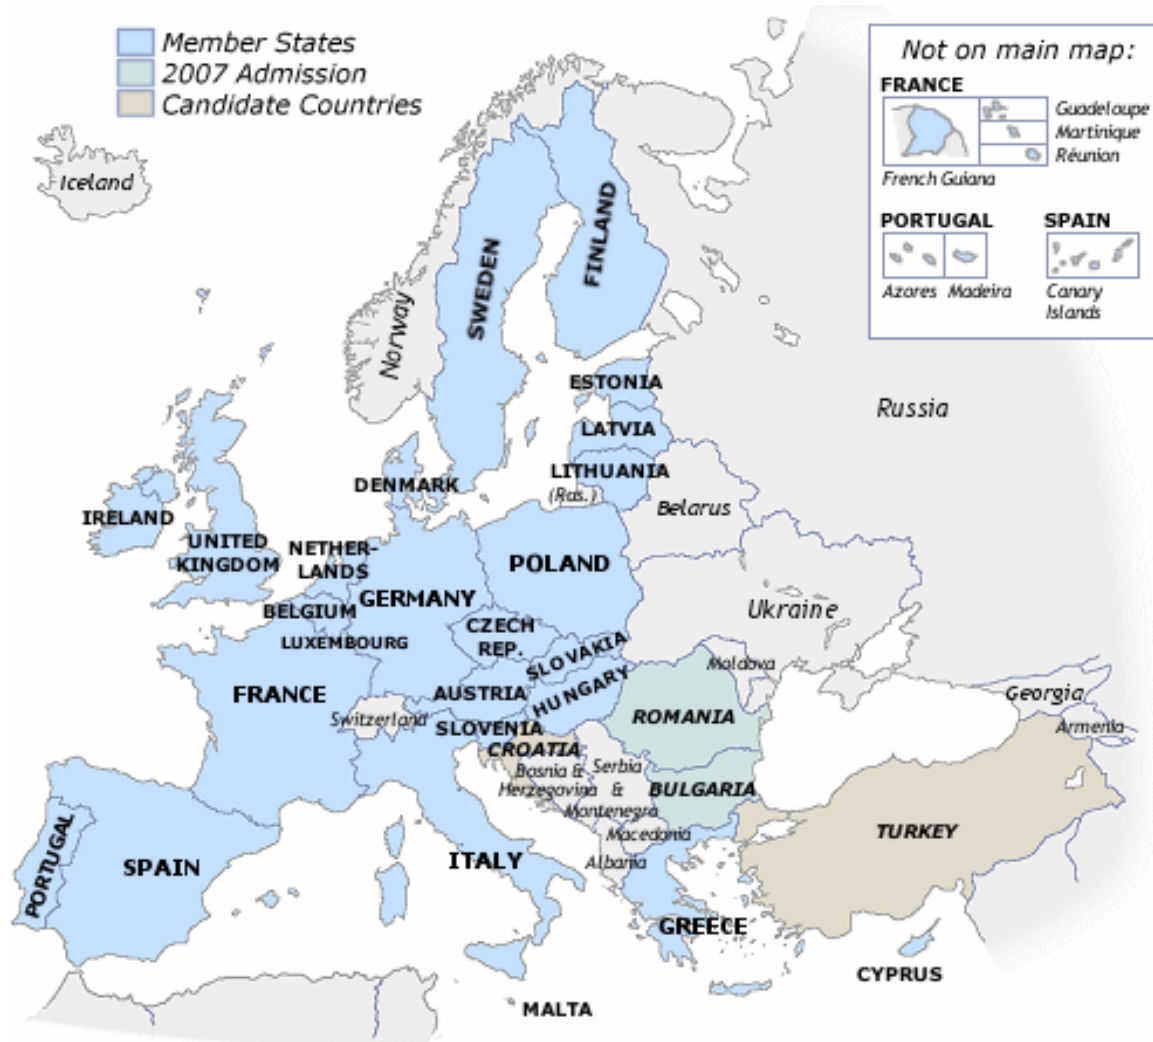 Member States
2007 Admission
Candidate Countries
Not on main map:
FRANCE
Guadeloupe
Martinique
Réunion
French Guiana
PORTUGAL
SPAIN
Azores
Madeira
Canary
Islands
Iceland
Norway
SWEDEN
FINLAND
Russia
ESTONIA
LATVIA
LITHUANIA
(Ras.)
DENMARK
Belarus
IRELAND
UNITED
KINGDOM
NETHER-
LANDS
POLAND
BELGIUM
GERMANY
Ukraine
LUXEMBOURG
CZECH
REP.
SLOVAKIA
Moldova
FRANCE
AUSTRIA
HUNGARY
Switzerland
SLOVENIA
ROMANIA
Georgia
Armenia
CROATIA
Bosnia &
Herzegovina
Serbia
&
Montenegro
BULGARIA
Macedonia
TURKEY
PORTUGAL
SPAIN
ITALY
Albania
GREECE
CYPRUS
MALTA